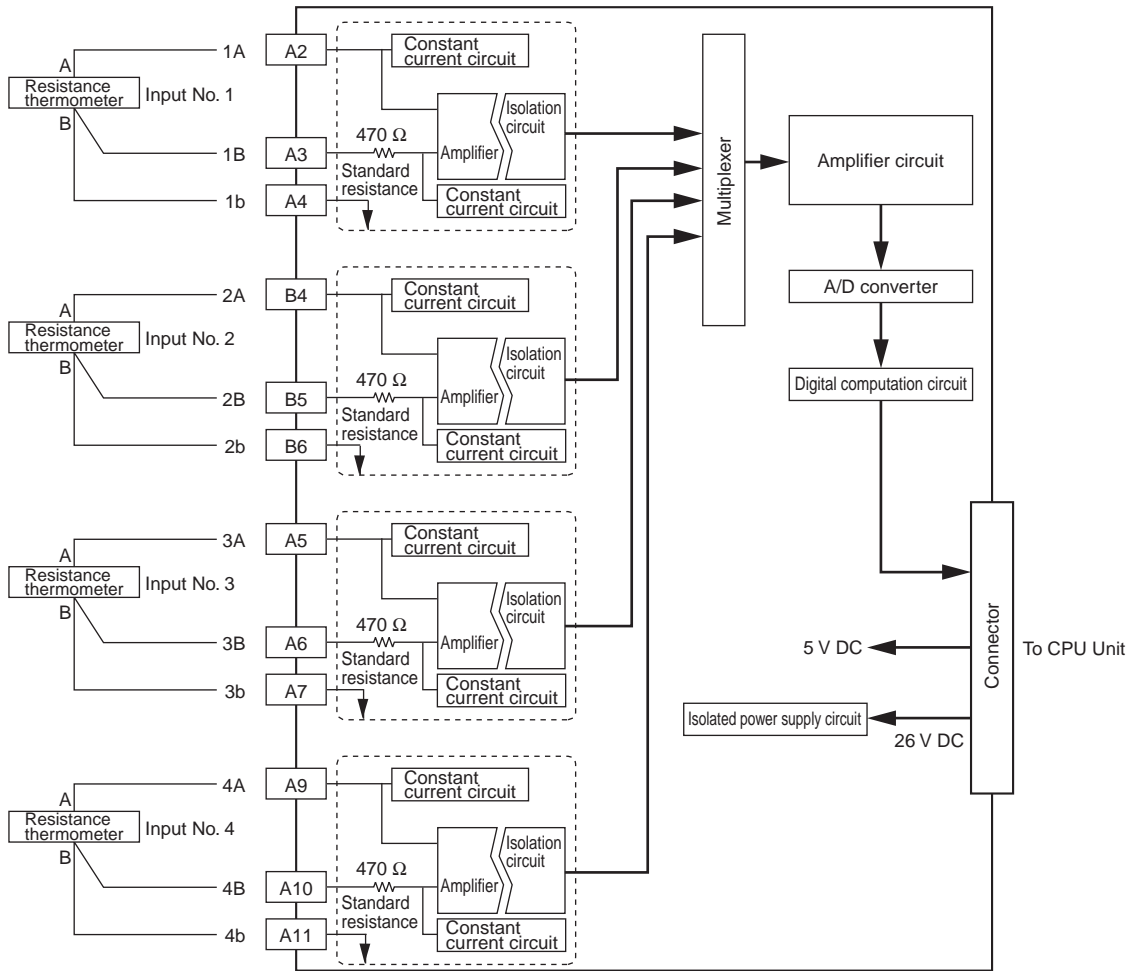 1A
A2
Constant
current circuit
A
Resistance
thermometer
Input No. 1
B
Isolation
circuit
Amplifier
470 Ω
1B
A3
Standard
resistance
1b
A4
Constant
current circuit
Multiplexer
Amplifier circuit
A/D converter
Digital computation circuit
2A
B4
Constant
current circuit
A
Resistance
thermometer
Input No. 2
B
Isolation
circuit
Amplifier
470 Ω
2B
B5
Standard
resistance
2b
B6
Constant
current circuit
3A
A5
Constant
current circuit
A
Resistance
thermometer
Input No. 3
B
Isolation
circuit
Amplifier
470 Ω
3B
A6
Standard
resistance
3b
A7
Constant
current circuit
Connector
To CPU Unit
5 V DC
Isolated power supply circuit
26 V DC
4A
A9
Constant
current circuit
A
Resistance
thermometer
Input No. 4
B
Isolation
circuit
Amplifier
470 Ω
4B
A10
Standard
resistance
4b
A11
Constant
current circuit